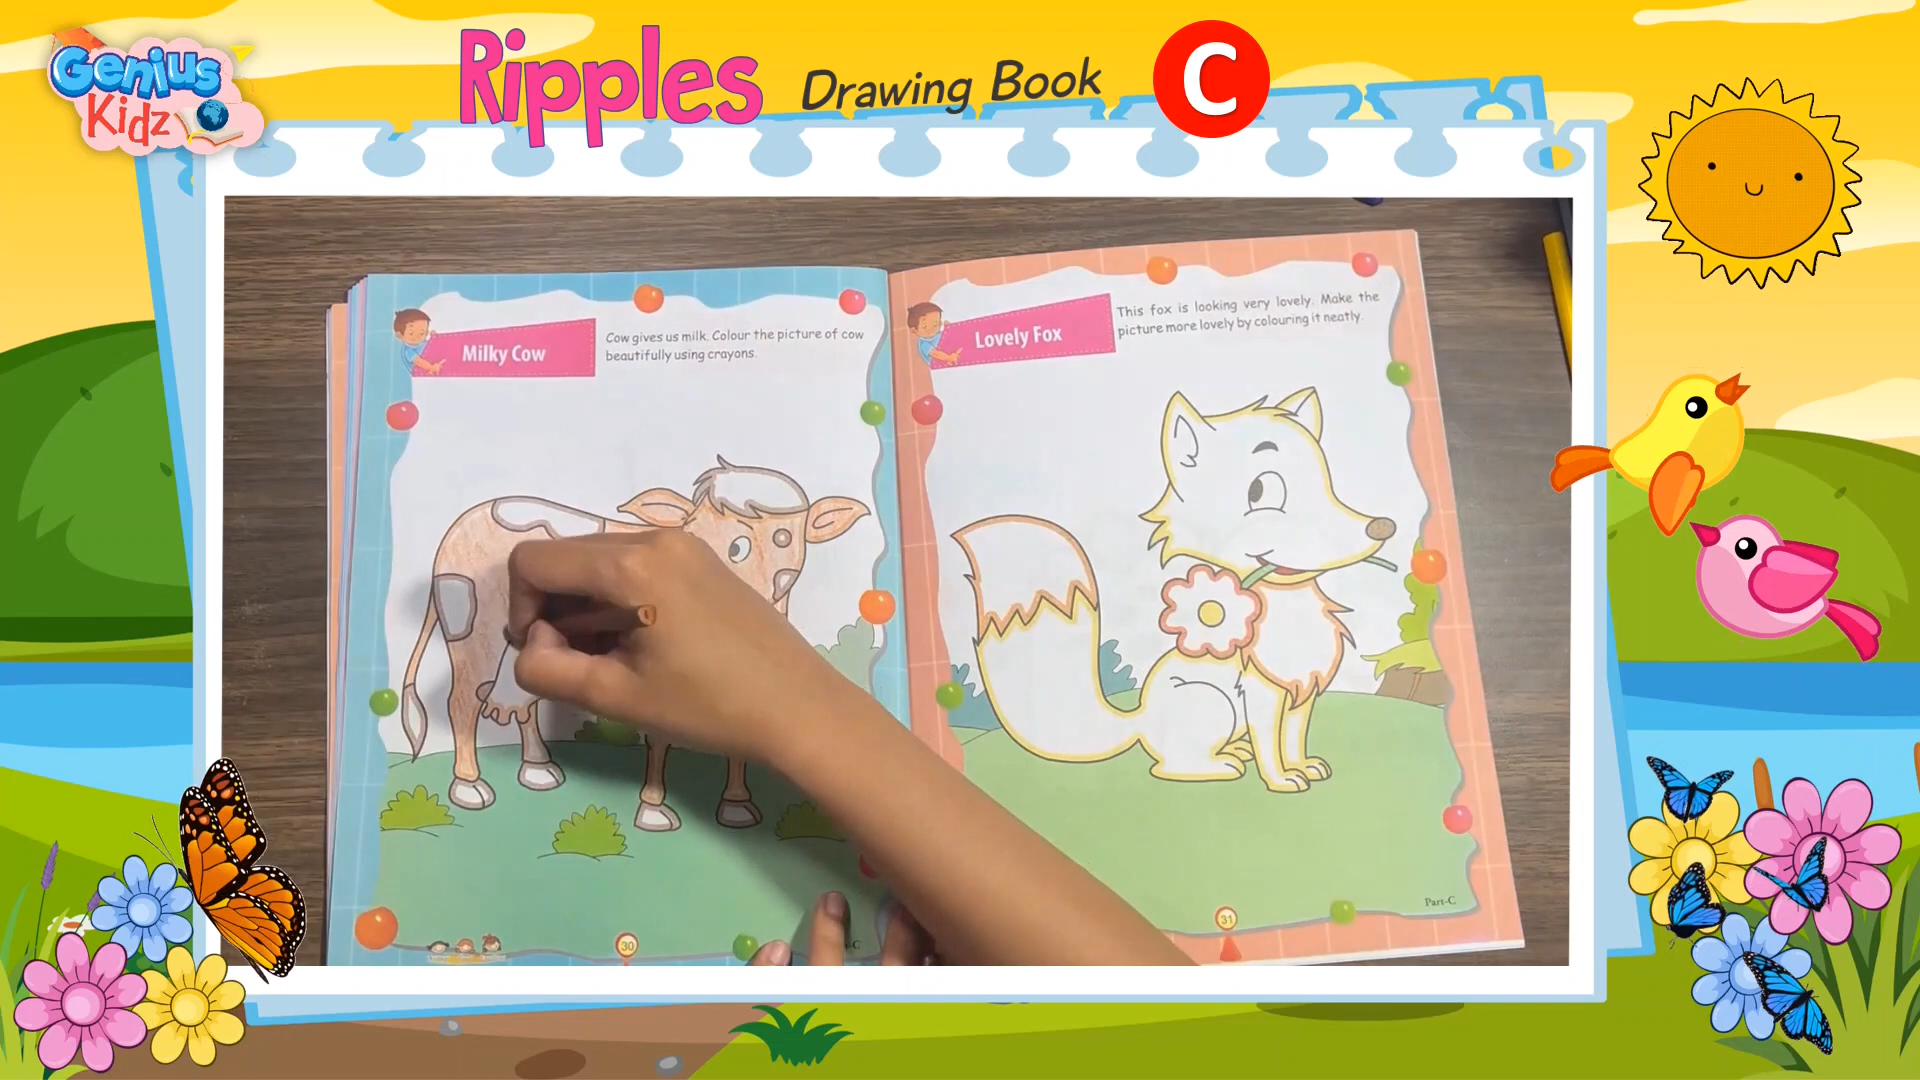 Genius
Kidz
Ripples Drawing Book C
Milky Cow
Cow gives us milk. Colour the picture of cow
beautifully using crayons.
30
Lovely Fox
This fox is looking very lovely. Make the
picture more lovely by colouring it neatly.
Part-C
31